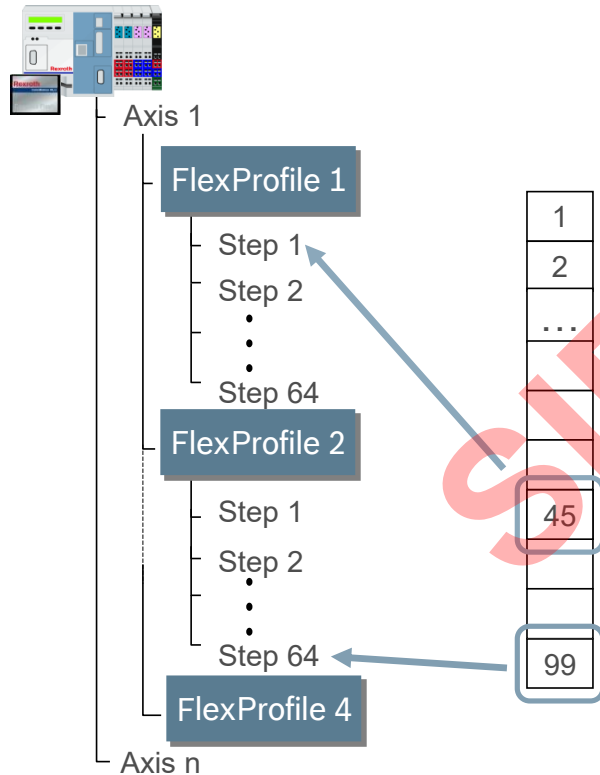 Rexroth
Rexroth
Axis 1
FlexProfile 1
Step 1
Step 2
Step 64
FlexProfile 2
Step 1
Step 2
Step 64
FlexProfile 4
Axis n
1
2
...
45
99